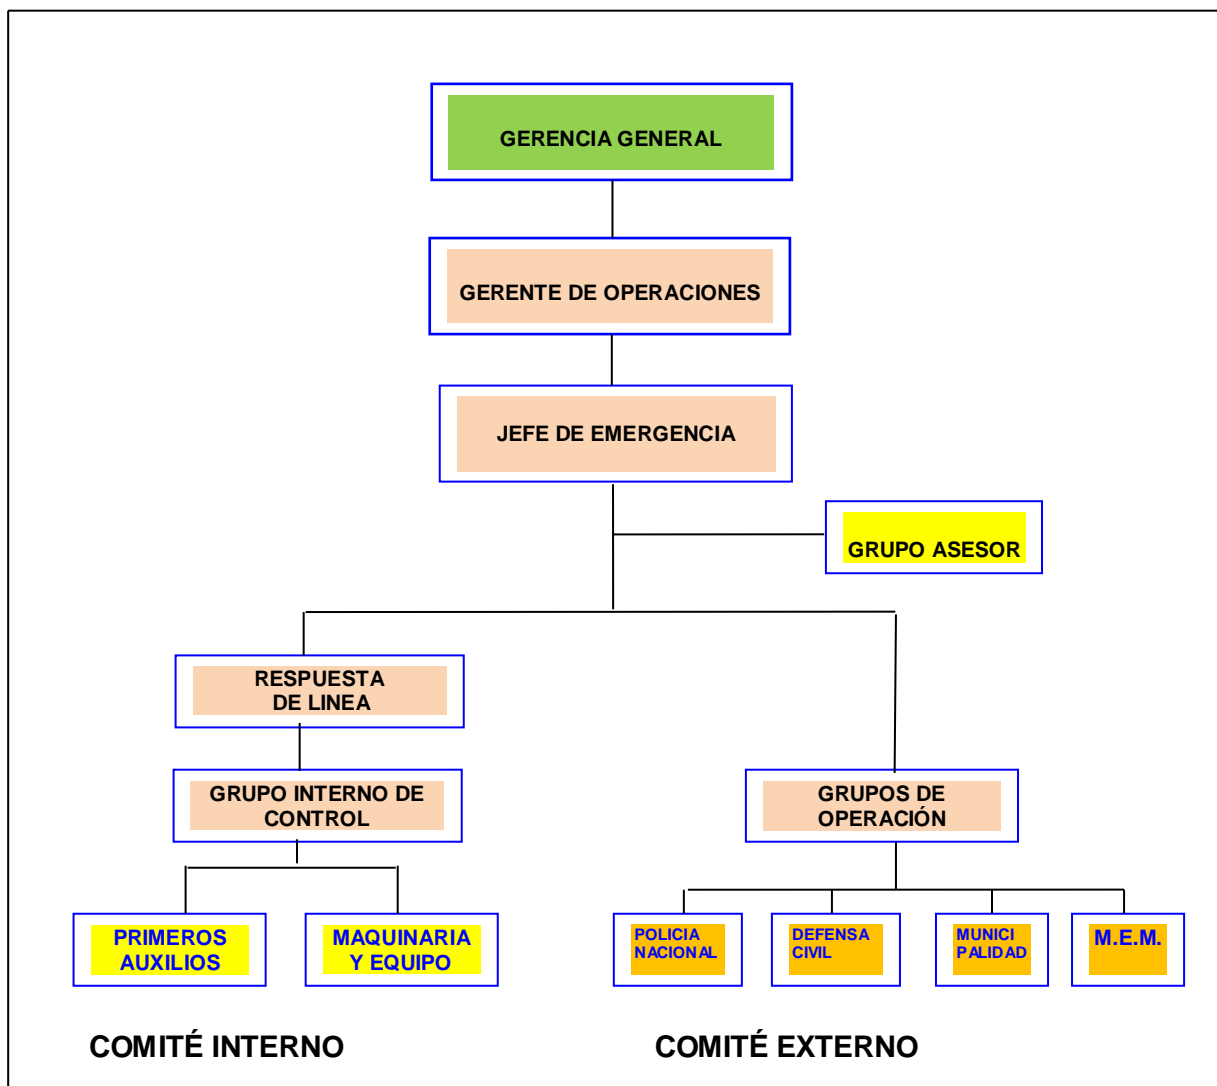 GERENCIA GENERAL
GERENTE DE OPERACIONES
JEFE DE EMERGENCIA
GRUPO ASESOR
RESPUESTA
DE LINEA
GRUPO INTERNO DE
CONTROL
GRUPOS DE
OPERACIÓN
PRIMEROS
AUXILIOS
MAQUINARIA
Y EQUIPO
POLICIA
NACIONAL
DEFENSA
CIVIL
MUNICI
PALIDAD
M.E.M.
COMITÉ INTERNO
COMITÉ EXTERNO